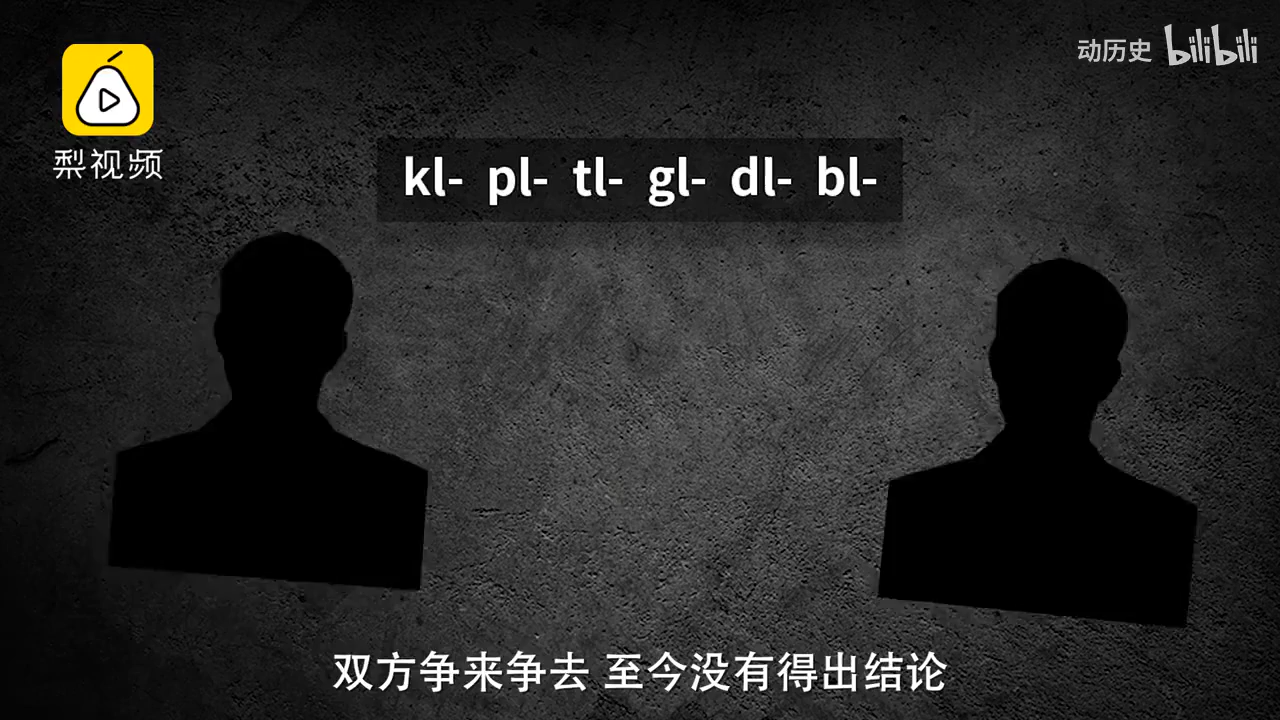 动历史 bilibili
梨视频
kl- pl- tl- gl- dl- bl-
双方争来争去 至今没有得出结论